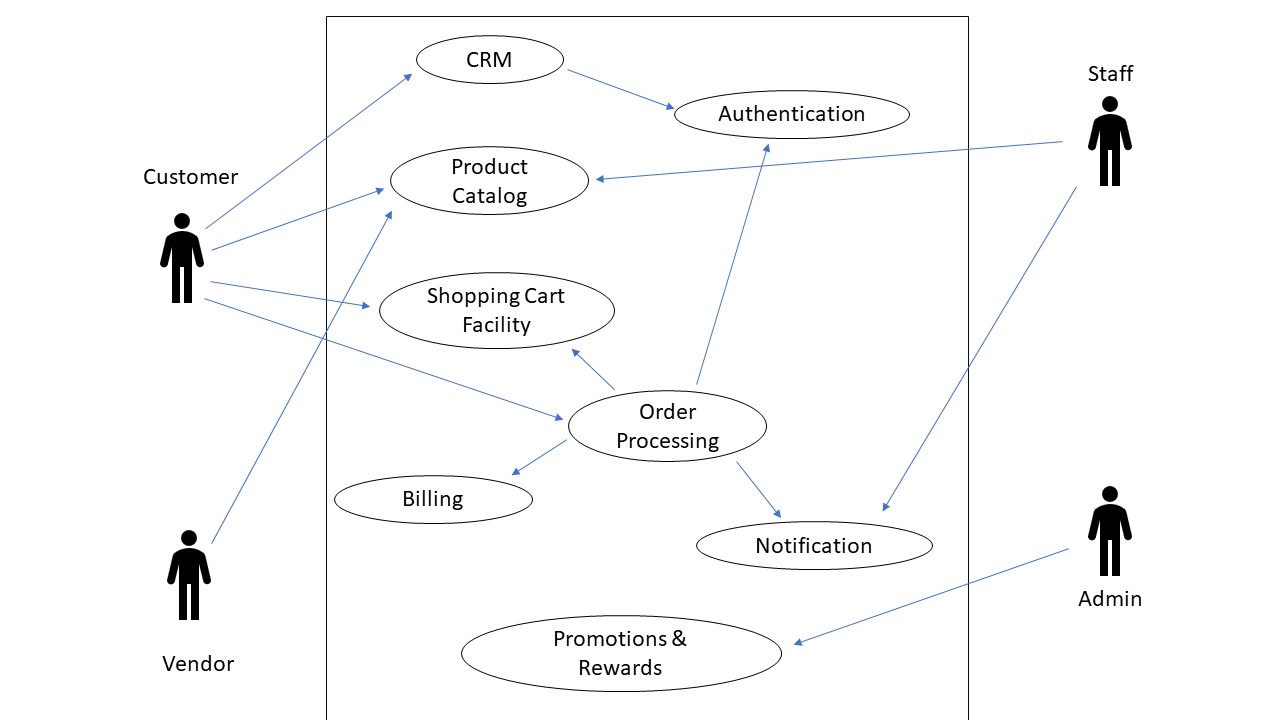 CRM
Staff
Authentication
Product
Catalog
Customer
Shopping Cart
Facility
Order
Processing
Billing
Notification
Admin
Promotions &
Rewards
Vendor